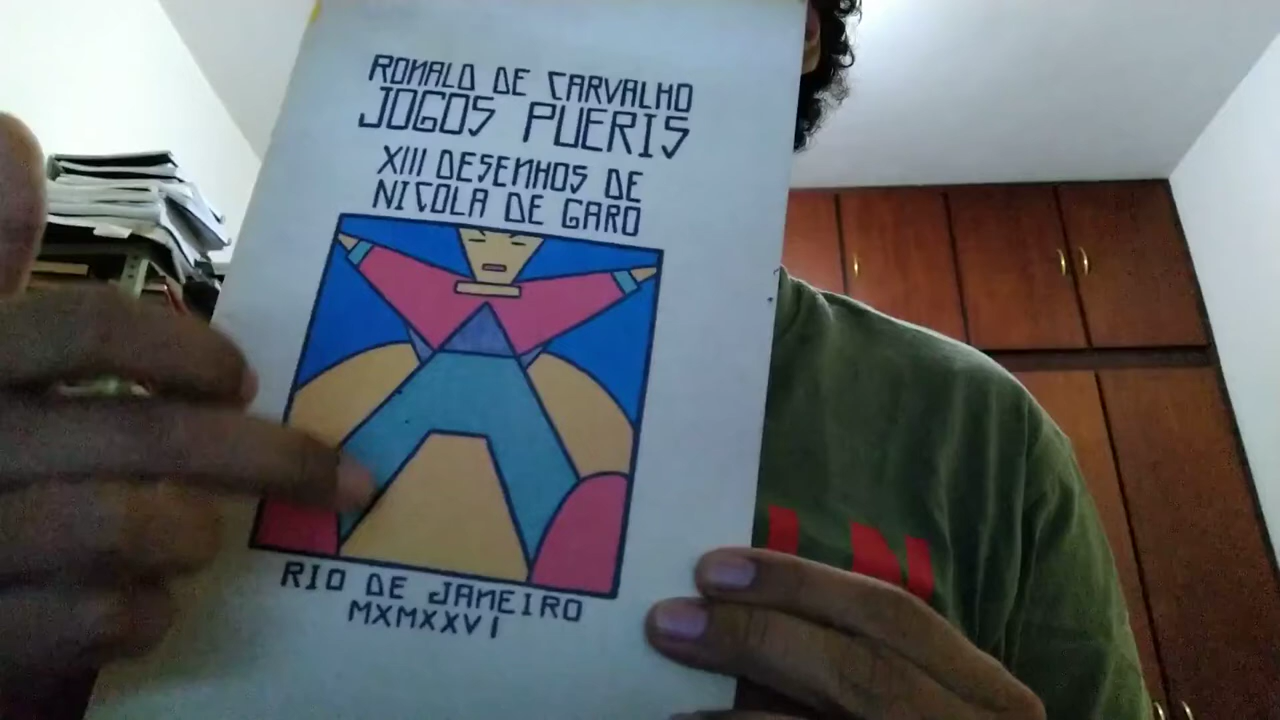 RONALD DE CARVALHO
JOGOS PUERIS
XIII DESENHOS DE
NICOLA DE GARO
RIO DE JANEIRO
MXMXXVI